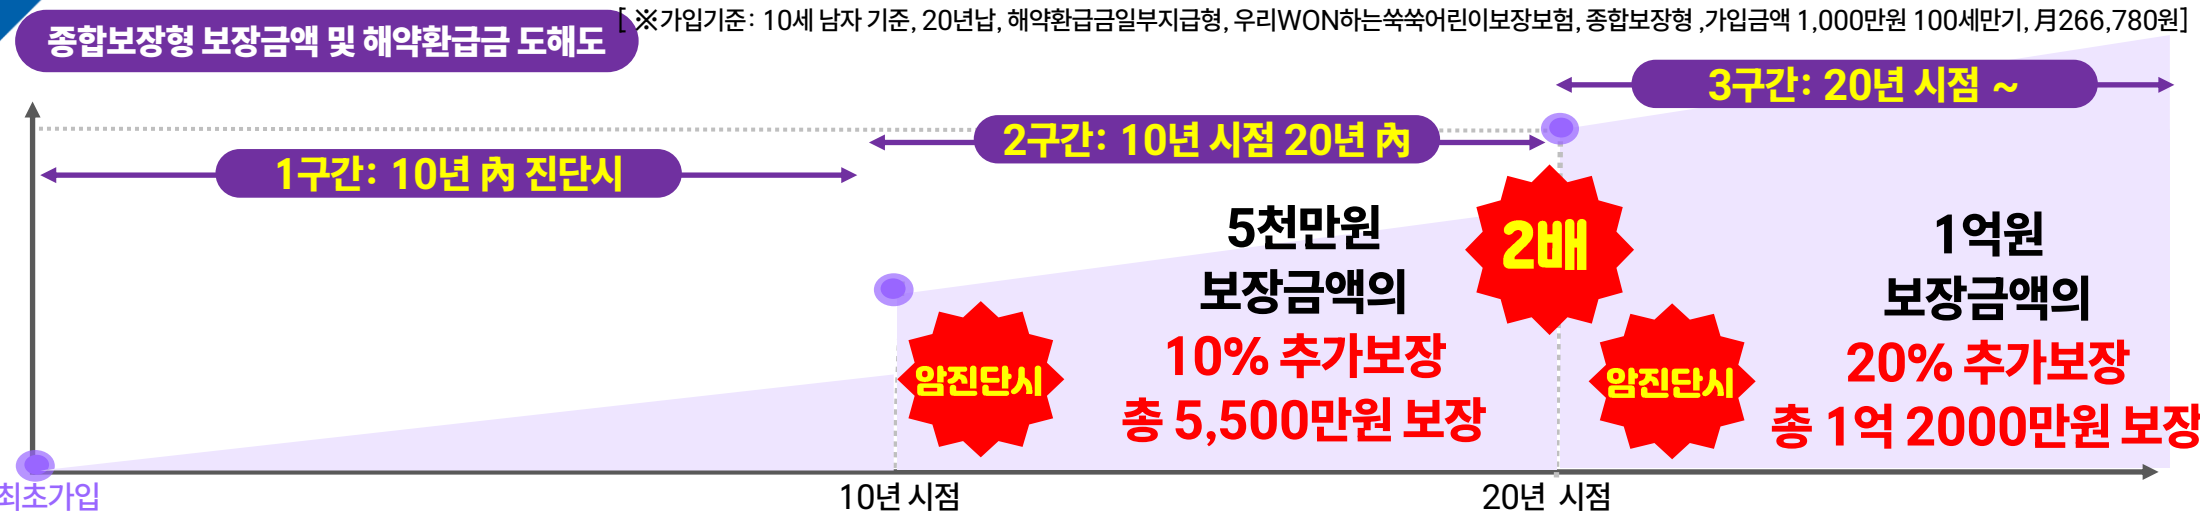 종합보장형 보장금액 및 해약환급금 도해도
[ ※가입기준: 10세 남자 기준, 20년납, 해약환급금일부지급형, 우리WON하는쑥쑥어린이보장보험, 종합보장형 ,가입금액 1,000만원 100세만기, 月266,780원]
3구간: 20년 시점 ~
2구간: 10년 시점 20년 內
1구간: 10년 內 진단시
5천만원
보장금액의
10% 추가보장
총 5,500만원 보장
암진단시
2배
1억원
보장금액의
20% 추가보장
총 1억 2000만원 보장
암진단시
최초가입
10년 시점
20년 시점